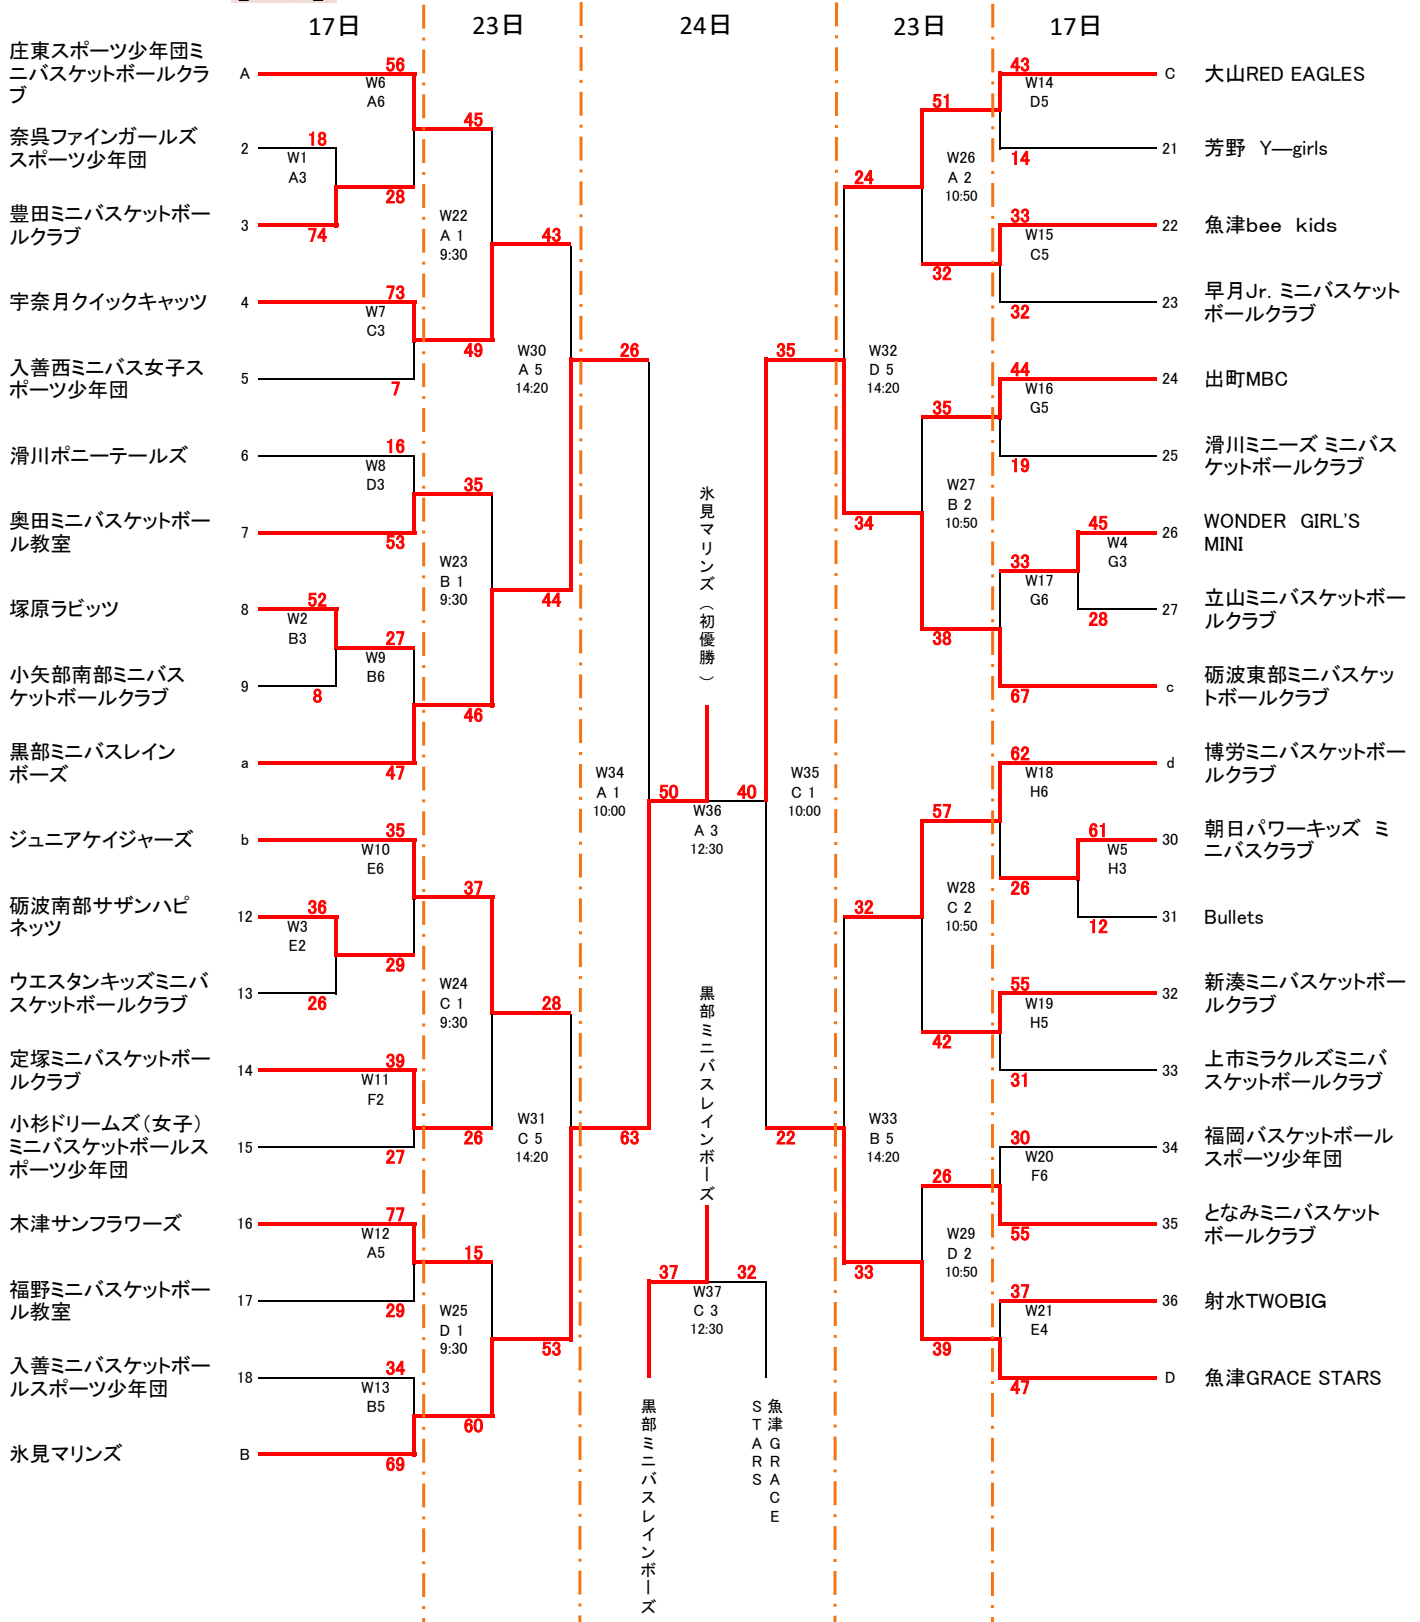 17日
23日
24日
23日
17日
庄東スポーツ少年団ミ
ニバスケットボールクラ
ブ
A
56
W6
A6
奈呉ファインガールズ
スポーツ少年団
2
18
W1
A3
28
豊田ミニバスケットボー
ルクラブ
3
74
45
W22
A 1
9:30
43
宇奈月クイックキャッツ
4
73
W7
C3
49
入善西ミニバス女子ス
ポーツ少年団
5
7
W30
A 5
14:20
26
滑川ポニーテールズ
6
16
W8
D3
35
奥田ミニバスケットボー
ル教室
7
53
W23
B 1
9:30
44
塚原ラビッツ
8
52
W2
B3
27
W9
B6
小矢部南部ミニバス
ケットボールクラブ
9
8
46
黒部ミニバスレイン
ボーズ
a
47
W34
A 1
10:00
50
ジュニアケイジャーズ
b
35
W10
E6
37
砺波南部サザンハピ
ネッツ
12
36
W3
E2
29
ウエスタンキッズミニバ
スケットボールクラブ
13
26
W24
C 1
9:30
28
定塚ミニバスケットボー
ルクラブ
14
39
W11
F2
26
小杉ドリームズ（女子）
ミニバスケットボールス
ポーツ少年団
15
27
W31
C 5
14:20
63
木津サンフラワーズ
16
77
W12
A5
15
福野ミニバスケットボー
ル教室
17
29
W25
D 1
9:30
53
入善ミニバスケットボー
ルスポーツ少年団
18
34
W13
B5
60
氷見マリンズ
B
69
氷見マリンズ（初優勝）
W36
A 3
12:30
40
黒部ミニバスレインボーズ
37
32
W37
C 3
12:30
黒部ミニバスレインボーズ
魚津GRACE
STARS
43
W14
D5
C
大山RED EAGLES
51
14
21
芳野　Y―girls
24
W26
A 2
10:50
33
W15
C5
22
魚津bee　kids
32
32
23
早月Jr. ミニバスケット
ボールクラブ
35
W32
D 5
14:20
44
W16
G5
24
出町MBC
35
19
25
滑川ミニーズ ミニバス
ケットボールクラブ
34
W27
B 2
10:50
45
W4
G3
26
WONDER　GIRL'S
MINI
33
W17
G6
28
27
立山ミニバスケットボー
ルクラブ
38
67
c
砺波東部ミニバスケッ
トボールクラブ
W35
C 1
10:00
62
W18
H6
d
博労ミニバスケットボー
ルクラブ
57
61
W5
H3
30
朝日パワーキッズ　ミ
ニバスクラブ
26
12
31
Bullets
32
W28
C 2
10:50
55
W19
H5
32
新湊ミニバスケットボー
ルクラブ
42
31
33
上市ミラクルズミニバ
スケットボールクラブ
22
W33
B 5
14:20
30
W20
F6
34
福岡バスケットボール
スポーツ少年団
26
55
35
となみミニバスケット
ボールクラブ
33
W29
D 2
10:50
37
W21
E4
36
射水TWOBIG
39
47
D
魚津GRACE STARS